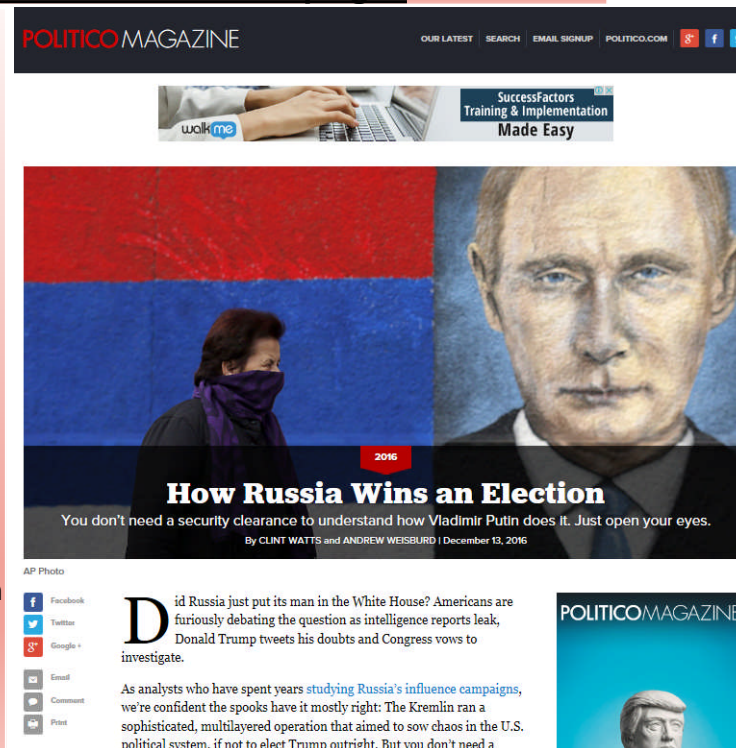 POLITICO MAGAZINE
OUR LATEST SEARCH EMAIL SIGNUP POLITICO.COM g+ f
SuccessFactors
Training & Implementation
Made Easy
walkme
2016
How Russia Wins an Election
You don’t need a security clearance to understand how Vladimir Putin does it. Just open your eyes.
By CLINT WATTS and ANDREW WEISBURD | December 13, 2016
AP Photo
f Facebook
Twitter
g+ Google +
Email
Comment
Print
Did Russia just put its man in the White House? Americans are
furiously debating the question as intelligence reports leak,
Donald Trump tweets his doubts and Congress vows to
investigate.
As analysts who have spent years studying Russia’s influence campaigns,
we’re confident the spooks have it mostly right: The Kremlin ran a
sophisticated, multilayered operation that aimed to sow chaos in the U.S.
political system, if not to elect Trump outright. But you don’t need a
POLITICO MAGAZINE